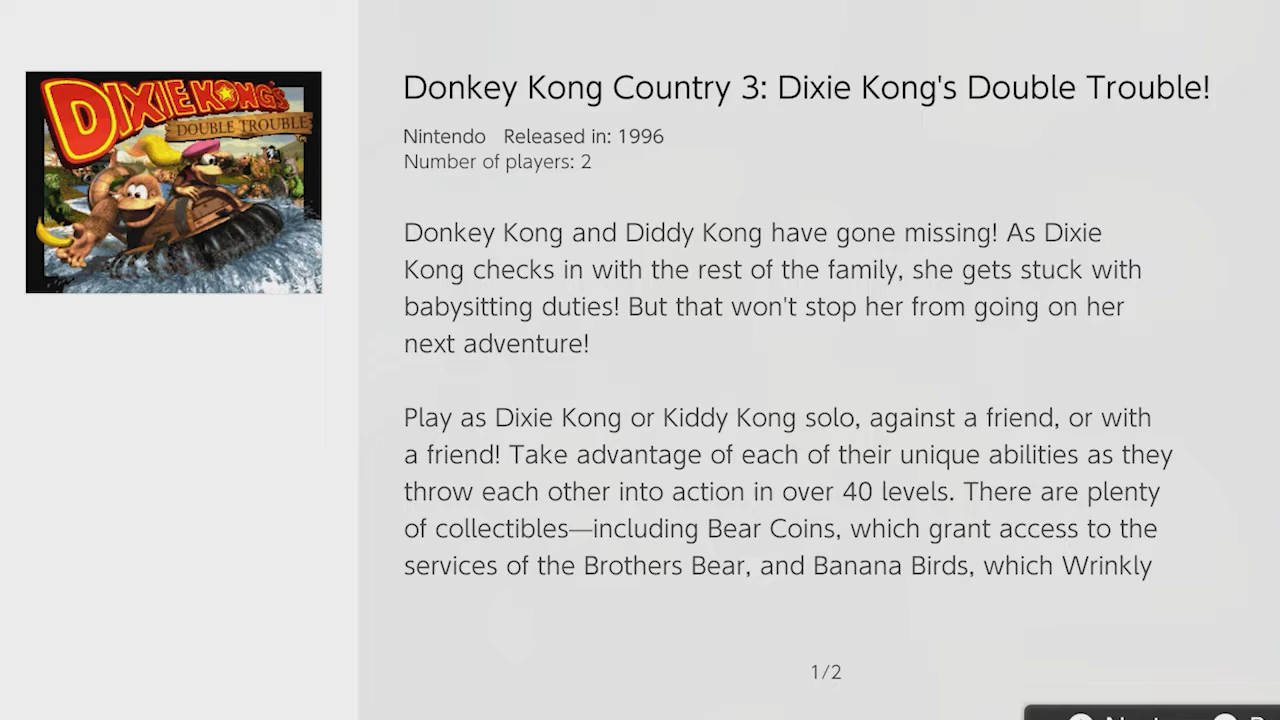 DIXIE KONG'S
DOUBLE TROUBLE!
Donkey Kong Country 3: Dixie Kong's Double Trouble!
Nintendo Released in: 1996
Number of players: 2
Donkey Kong and Diddy Kong have gone missing! As Dixie
Kong checks in with the rest of the family, she gets stuck with
babysitting duties! But that won't stop her from going on her
next adventure!
Play as Dixie Kong or Kiddy Kong solo, against a friend, or with
a friend! Take advantage of each of their unique abilities as they
throw each other into action in over 40 levels. There are plenty
of collectibles—including Bear Coins, which grant access to the
services of the Brothers Bear, and Banana Birds, which Wrinkly
1/2